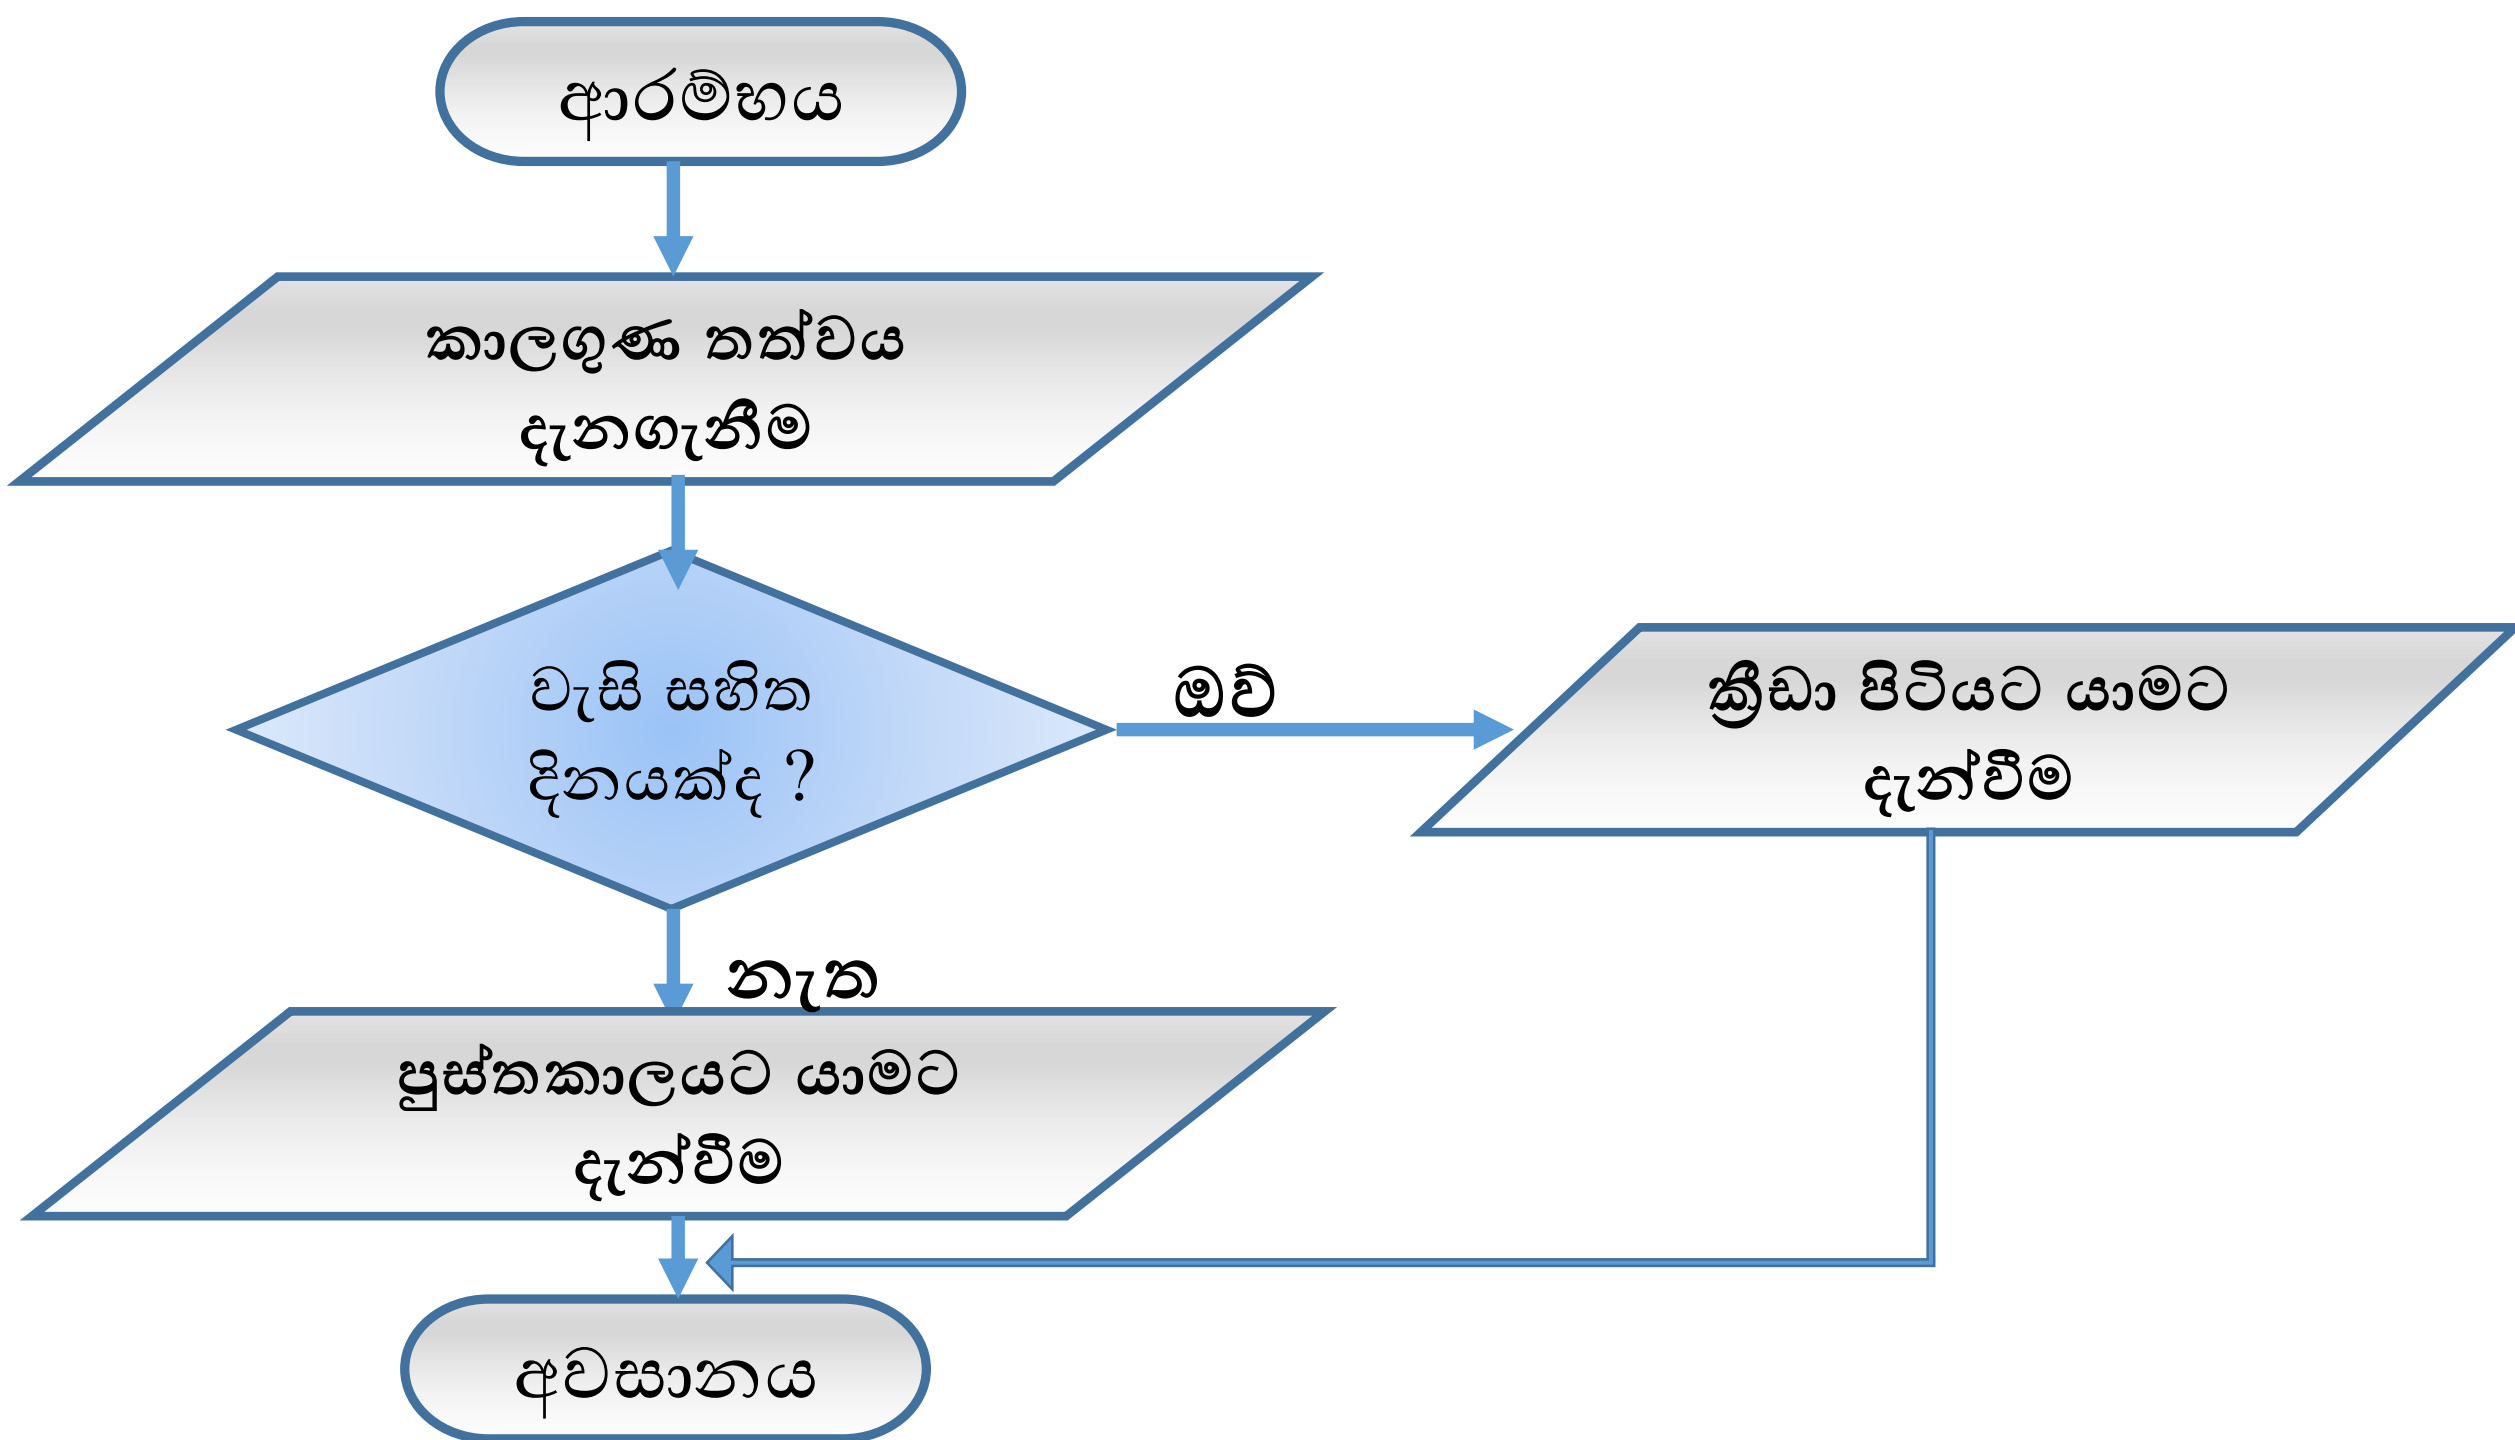 ආරම්භය
කාලගුණ තත්වය
දැනගැනීම
වැසි සහිත
දිනයක් ද ?
ඔව්
ක්‍රීඩා පිටියට යාමට
දැන්වීම
නැත
පුස්තකාලයට යාමට
දැන්වීම
අවසානය